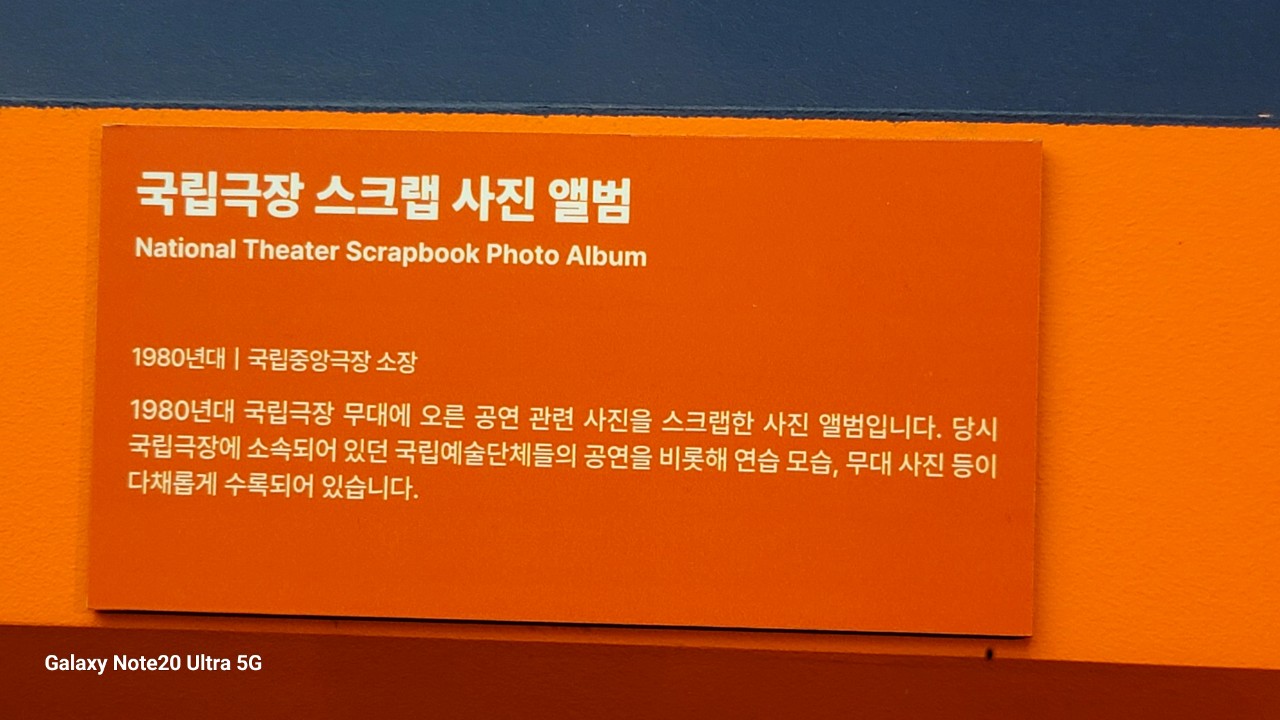 국립극장 스크랩 사진 앨범
National Theater Scrapbook Photo Album
1980년대 | 국립중앙극장 소장
1980년대 국립극장 무대에 오른 공연 관련 사진을 스크랩한 사진 앨범입니다. 당시
국립극장에 소속되어 있던 국립예술단체들의 공연을 비롯해 연습 모습, 무대 사진 등이
다채롭게 수록되어 있습니다.
Galaxy Note20 Ultra 5G